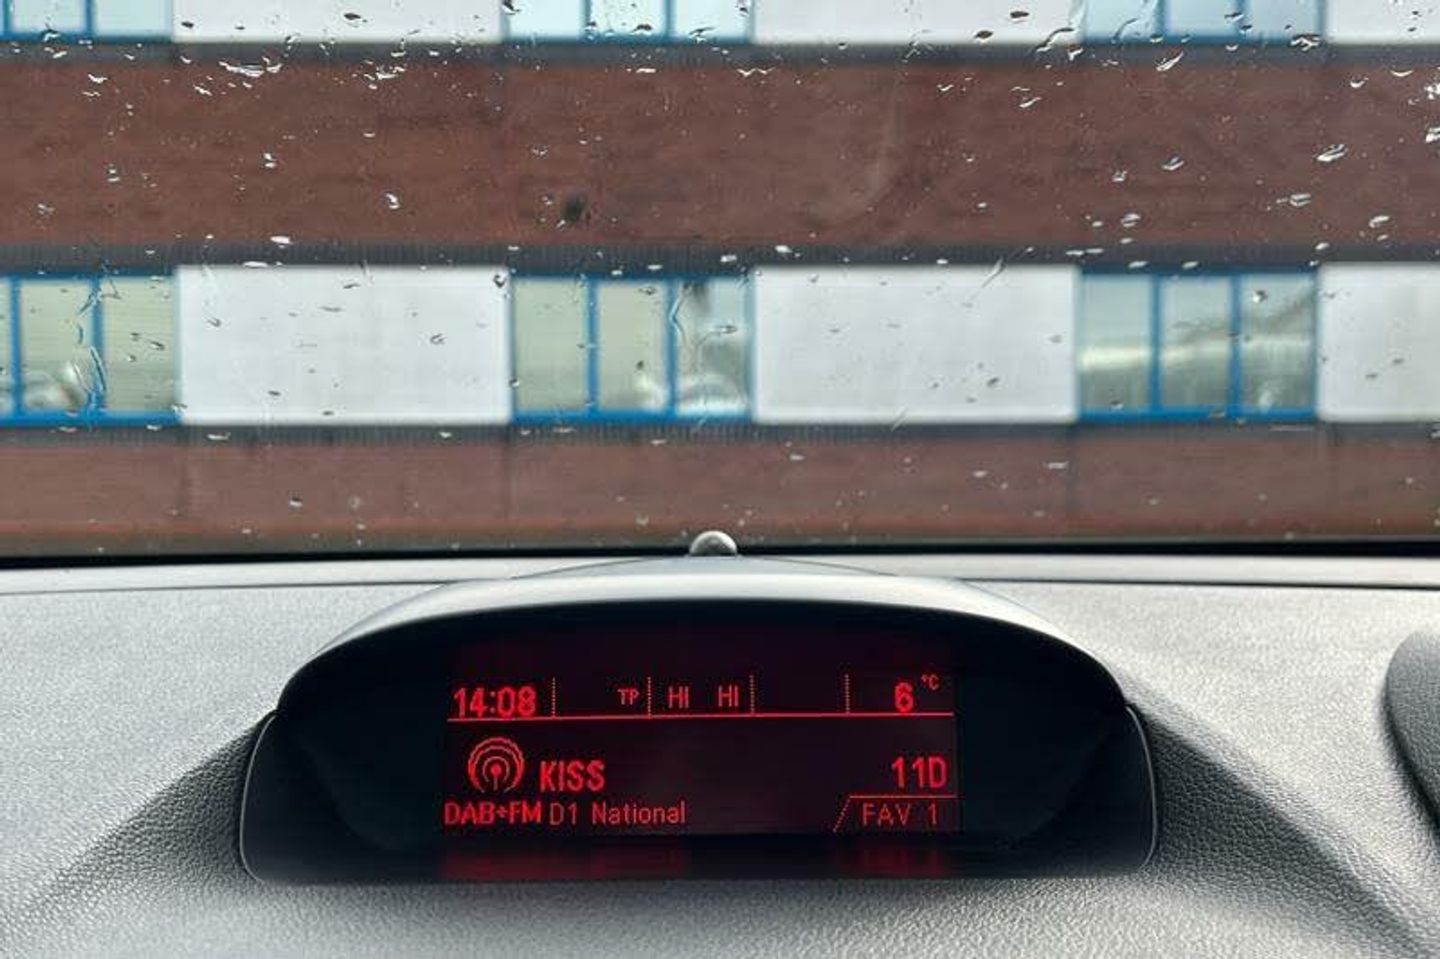 14:08 TP HI HI 6 °C
KISS 11D
DAB+FM D1 National FAV 1